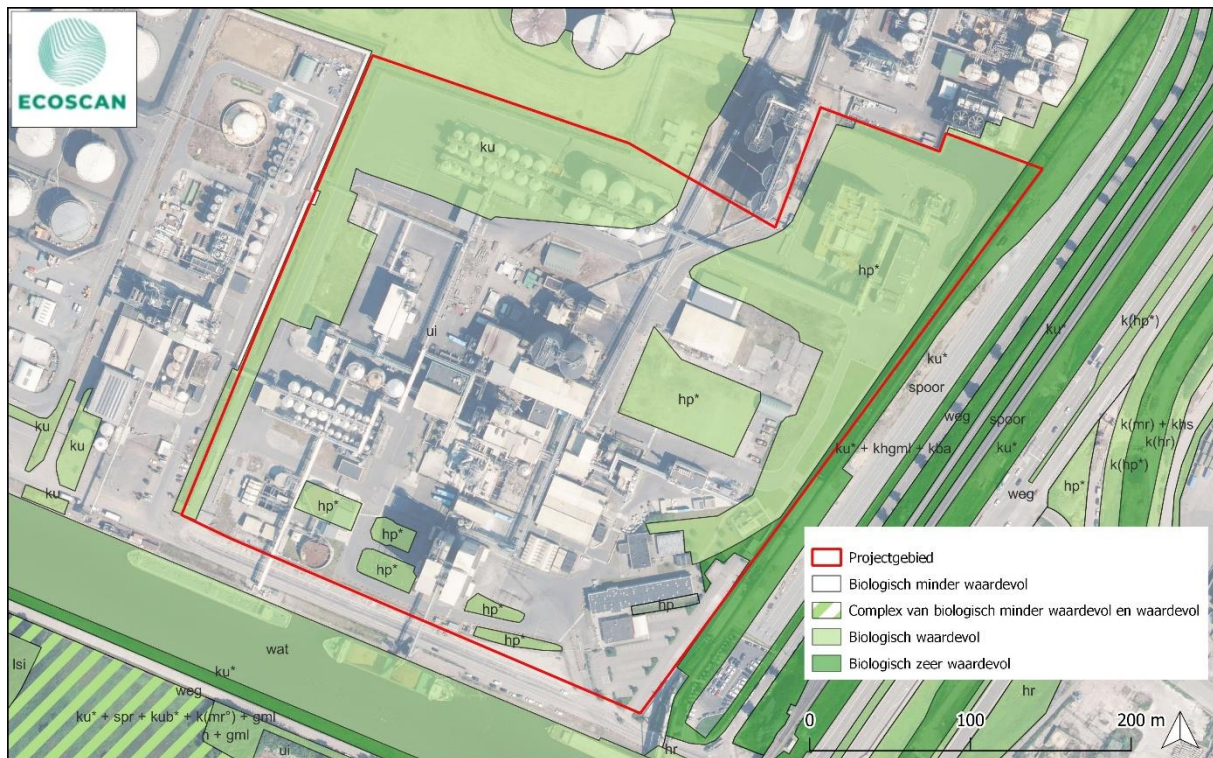 ECOSCAN
ku
hp*
ui
hp*
k(hp*)
ku*
ku*
spoor
weg
spoor
ku*
ku* + khgml + kba
k(mr) + khs
k(hr)
k(hp*)
weg
hp*
ku
ku
ku
hp*
hp*
hp*
hp*
hp*
hp
Projectgebied
Biologisch minder waardevol
Complex van biologisch minder waardevol en waardevol
Biologisch waardevol
Biologisch zeer waardevol
wat
lsi
ku*
weg
ku* + spr + kub* + k(mr°) + gml
n + gml
ui
hr
hr
0 100 200 m